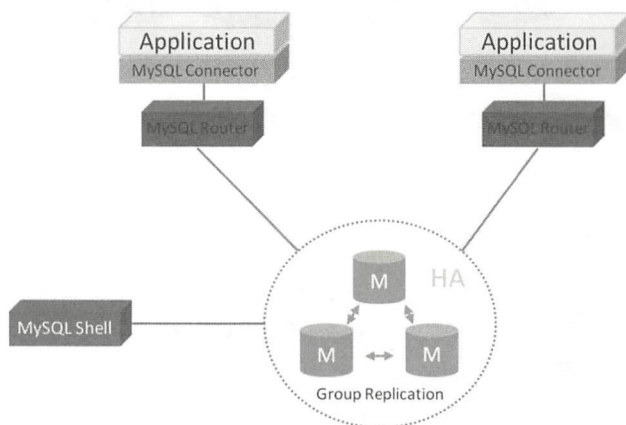 Application
MySQL Connector
MySQL Router
Application
MySQL Connector
MySQL Router
HA
M
MySQL Shell
M
M
Group Replication